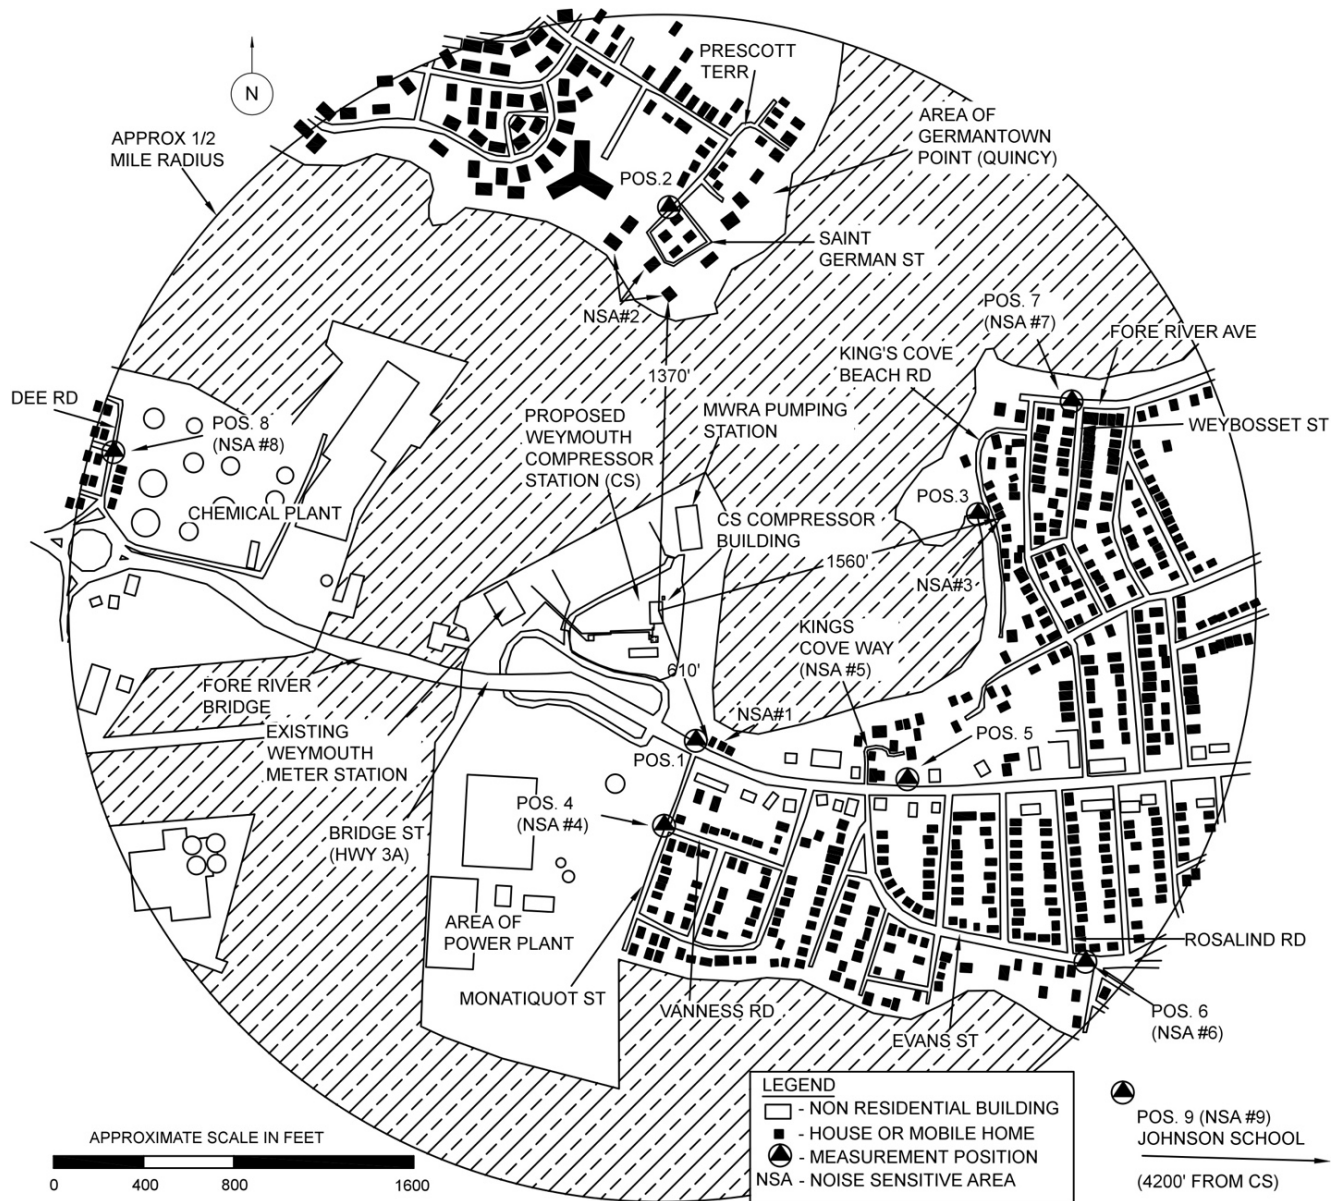 PRESCOTT
TERR
N
AREA OF
GERMANTOWN
POINT (QUINCY)
APPROX 1/2
MILE RADIUS
POS.2
SAINT
GERMAN ST
NSA#2
POS. 7
(NSA #7)
FORE RIVER AVE
KING'S COVE
BEACH RD
1370'
DEE RD
POS. 8
(NSA #8)
PROPOSED
WEYMOUTH
COMPRESSOR
STATION (CS)
MWRA PUMPING
STATION
WEYBOSSET ST
POS.3
CHEMICAL PLANT
CS COMPRESSOR
BUILDING
1560'
NSA#3
KINGS
COVE WAY
(NSA #5)
610'
FORE RIVER
BRIDGE
NSA#1
EXISTING
WEYMOUTH
METER STATION
POS. 5
POS.1
POS. 4
(NSA #4)
BRIDGE ST
(HWY 3A)
AREA OF
POWER PLANT
ROSALIND RD
MONATIQUOT ST
VANNESS RD
EVANS ST
POS. 6
(NSA #6)
LEGEND
- NON RESIDENTIAL BUILDING
- HOUSE OR MOBILE HOME
- MEASUREMENT POSITION
NSA - NOISE SENSITIVE AREA
POS. 9 (NSA #9)
JOHNSON SCHOOL
(4200' FROM CS)
APPROXIMATE SCALE IN FEET
0 400 800 1600